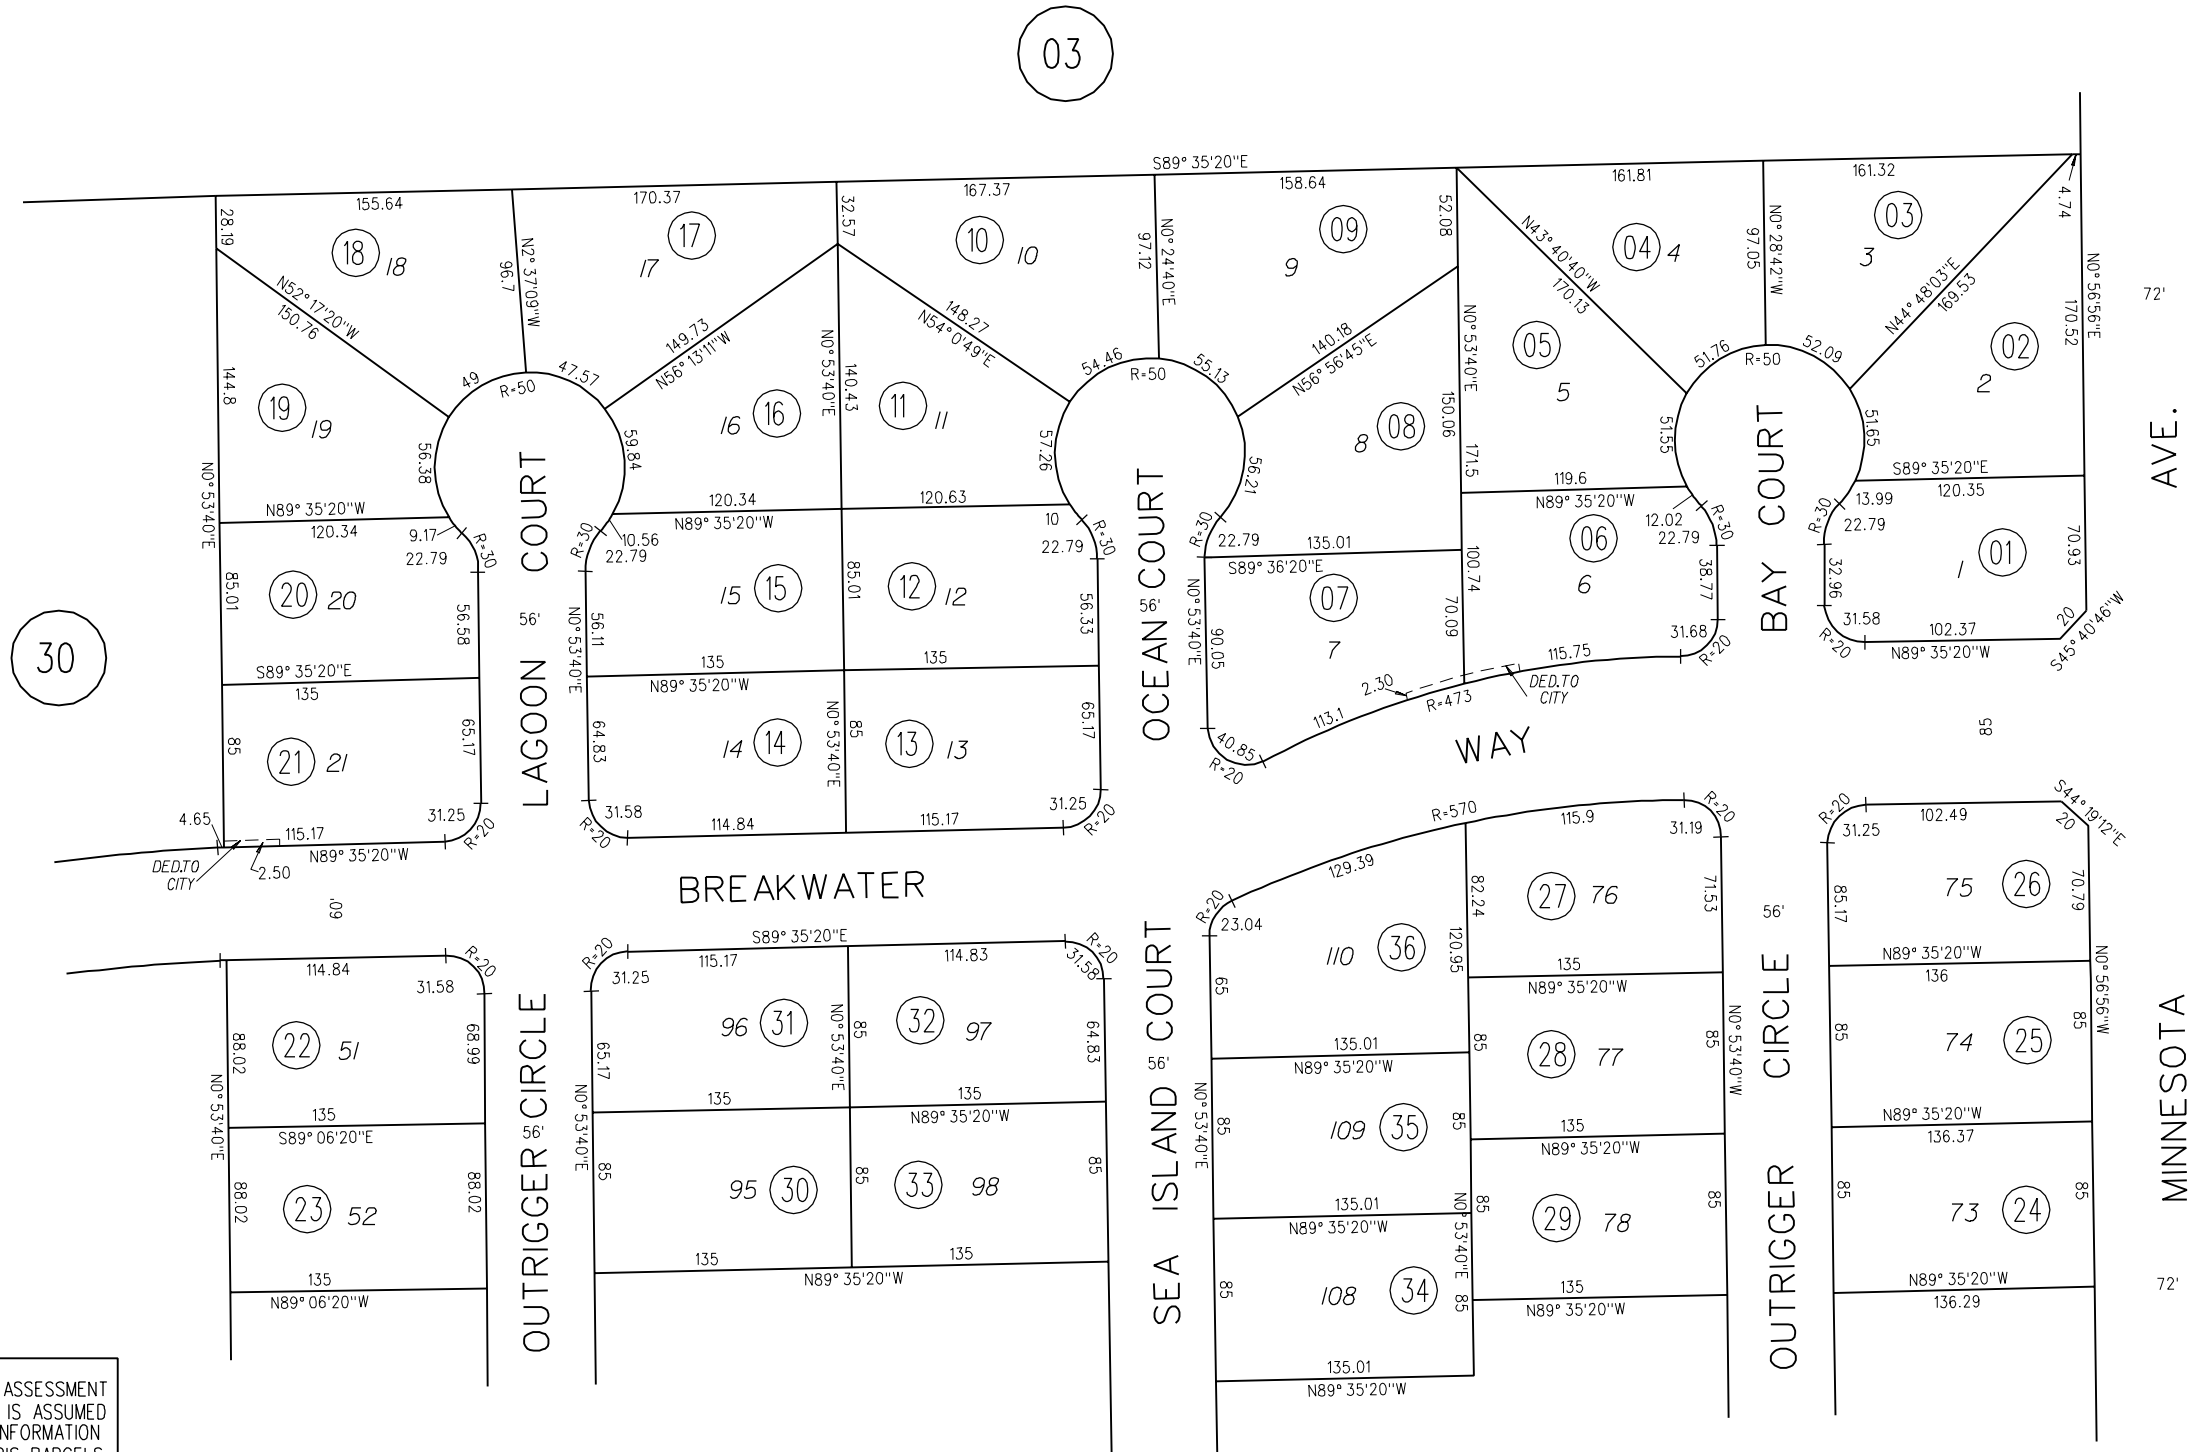 03
S89° 35'20"E
155.64
170.37
167.37
158.64
161.81
161.32
28.19
18
18
N2° 37'09"W
96.7
17
17
32.57
10
10
N0° 24'40"E
97.12
09
9
52.08
N43° 40'40"W
170.13
04
4
N0° 28'42"W
97.05
03
3
N44° 48'03"E
169.53
4.74
N0° 56'56"E
170.52
72'
N52° 17'20"W
150.76
149.73
N56° 13'11"W
148.27
N54° 0'49"E
140.18
N56° 56'45"E
N0° 53'40"E
05
5
02
2
144.8
19
19
49
R=50
47.57
56.38
59.84
16
16
N0° 53'40"E
140.43
11
11
54.46
R=50
55.13
57.26
56.21
8
08
150.06
171.5
51.76
R=50
52.09
51.55
51.65
AVE.
N0° 53'40"E
N89° 35'20"W
120.34
9.17
22.79
R=30
LAGOON COURT
56'
R=30
10.56
22.79
120.34
N89° 35'20"W
120.63
10
22.79
R=30
OCEAN COURT
56'
R=30
22.79
135.01
S89° 36'20"E
119.6
N89° 35'20"W
12.02
22.79
R=30
BAY COURT
R=30
13.99
22.79
S89° 35'20"E
120.35
30
85.01
20
20
56.58
N0° 53'40"E
56.11
15
15
85.01
12
12
56.33
N0° 53'40"E
90.05
07
7
100.74
70.09
06
6
38.77
31.68
R=20
32.96
31.58
R=20
1
01
70.93
102.37
N89° 35'20"W
20
S45° 40'46"W
S89° 35'20"E
135
135
N89° 35'20"W
135
115.75
2.30
R=473
113.1
DED.TO
CITY
85
21
21
65.17
64.83
14
14
N0° 53'40"E
85
13
13
65.17
40.85
R=20
WAY
85
4.65
115.17
31.25
R=20
N89° 35'20"W
2.50
DED.TO
CITY
31.58
R=20
114.84
115.17
31.25
R=20
R=570
115.9
R=20
31.19
R=20
31.25
102.49
S44° 19'12"E
20
60'
BREAKWATER
129.39
R=20
23.04
82.24
27
76
71.53
56'
85.17
75
26
70.79
114.84
31.58
R=20
R=20
31.25
S89° 35'20"E
115.17
114.83
31.58
R=20
110
36
120.95
135
N89° 35'20"W
N89° 35'20"W
136
N0° 56'56"W
88.02
22
51
68.99
65.17
96
31
N0° 53'40"E
85
32
97
64.83
65
SEA ISLAND COURT
56'
135.01
N89° 35'20"W
85
28
77
85
N0° 53'40"W
OUTRIGGER CIRCLE
85
74
25
85
MINNESOTA
N0° 53'40"E
135
S89° 06'20"E
OUTRIGGER CIRCLE
56'
N0° 53'40"E
135
135
N89° 35'20"W
N0° 53'40"E
85
109
35
85
135
N89° 35'20"W
N89° 35'20"W
136.37
88.02
23
52
88.02
85
95
30
85
33
98
85
135.01
N89° 35'20"W
N0° 53'40"E
85
29
78
85
85
73
24
85
135
N89° 06'20"W
135
N89° 35'20"W
135
85
108
34
85
135
N89° 35'20"W
N89° 35'20"W
136.29
72'
135.01
N89° 35'20"W
ASSESSMENT
IS ASSUMED
NFORMATION
PARCELS